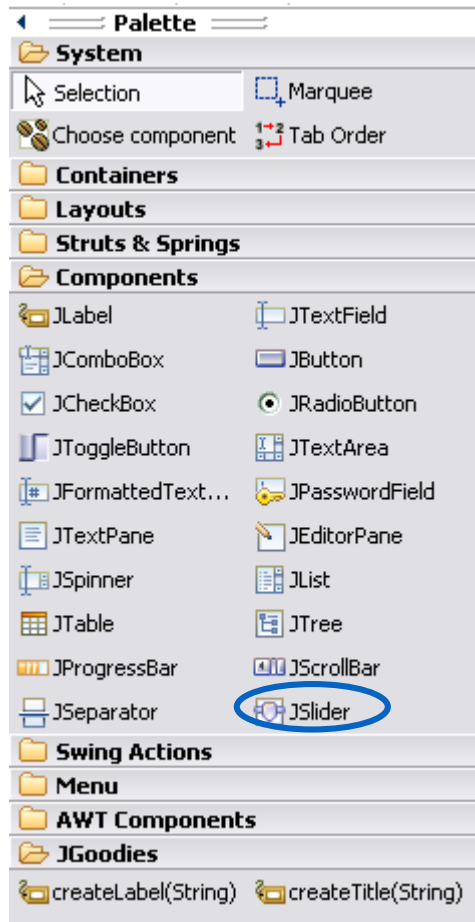 Palette
System
Selection Marquee
Choose component Tab Order
Containers
Layouts
Struts & Springs
Components
JLabel JTextField
JComboBox JButton
JCheckBox JRadioButton
JToggleButton JTextArea
JFormattedText... JPasswordField
JTextPane JEditorPane
JSpinner JList
JTable JTree
JProgressBar JScrollBar
JSeparator JSlider
Swing Actions
Menu
AWT Components
JGoodies
createLabel(String) createTitle(String)